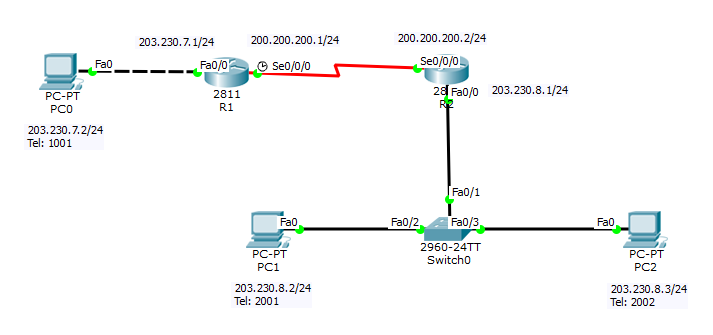 203.230.7.1/24
200.200.200.1/24
200.200.200.2/24
Fa0
Fa0/0
Se0/0/0
Se0/0/0
PC-PT
PC0
2811
R1
28
R2
Fa0/0
203.230.8.1/24
203.230.7.2/24
Tel: 1001
Fa0/1
Fa0
Fa0/2
Fa0/3
Fa0
PC-PT
PC1
2960-24TT
Switch0
PC-PT
PC2
203.230.8.2/24
Tel: 2001
203.230.8.3/24
Tel: 2002